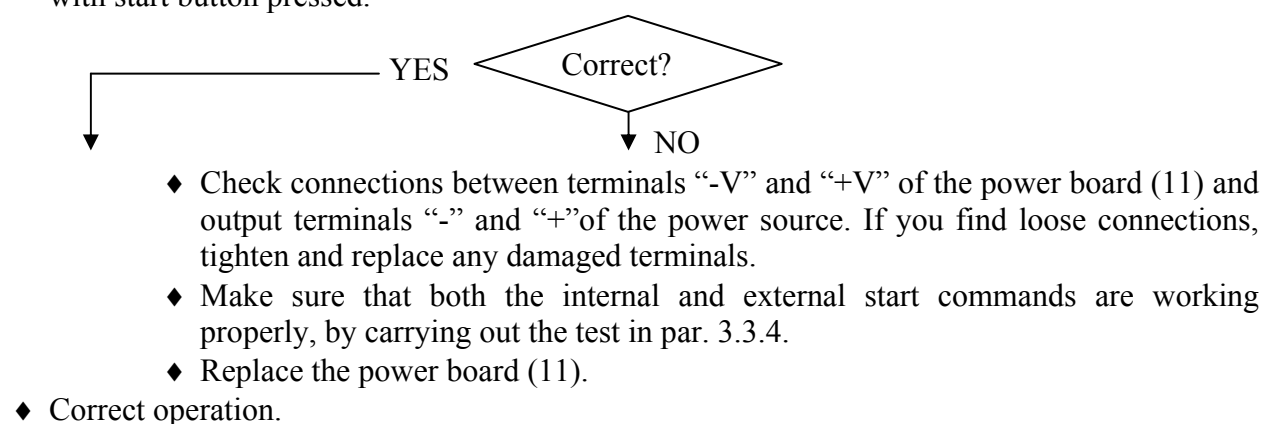 with start button pressed.
YES Correct?
NO
♦ Check connections between terminals “-V” and “+V” of the power board (11) and
output terminals “-” and “+”of the power source. If you find loose connections,
tighten and replace any damaged terminals.
♦ Make sure that both the internal and external start commands are working
properly, by carrying out the test in par. 3.3.4.
♦ Replace the power board (11).
♦ Correct operation.